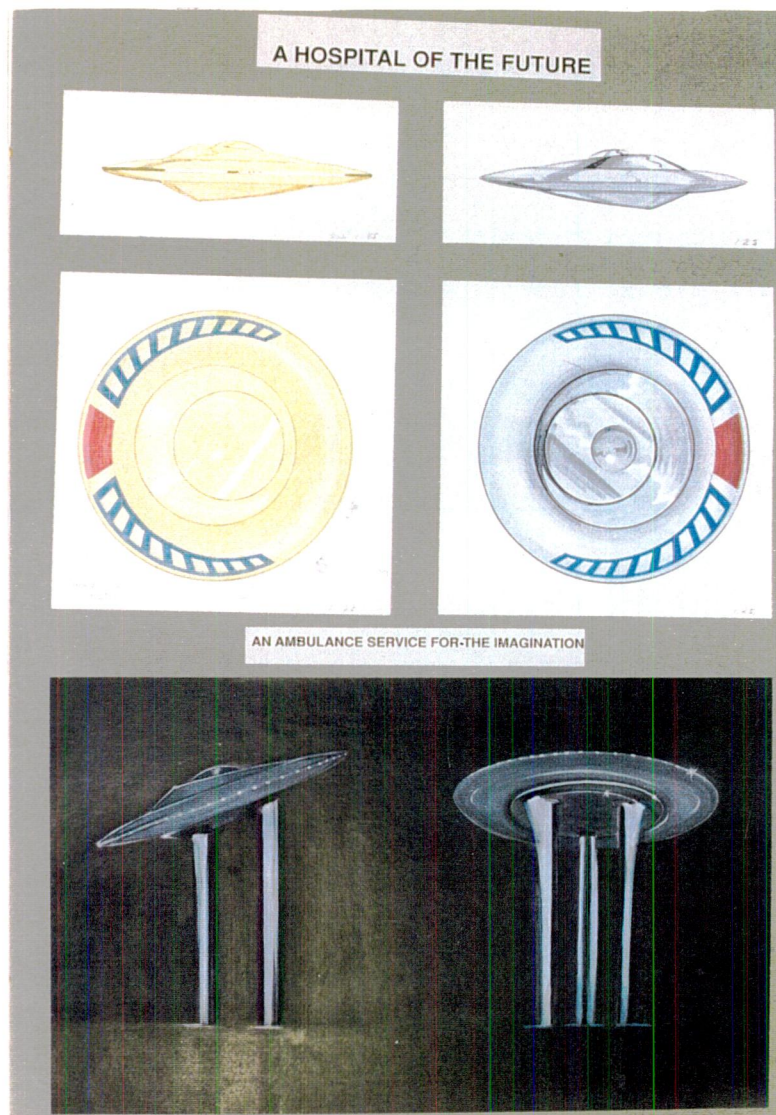 A HOSPITAL OF THE FUTURE
AN AMBULANCE SERVICE FOR-THE IMAGINATION